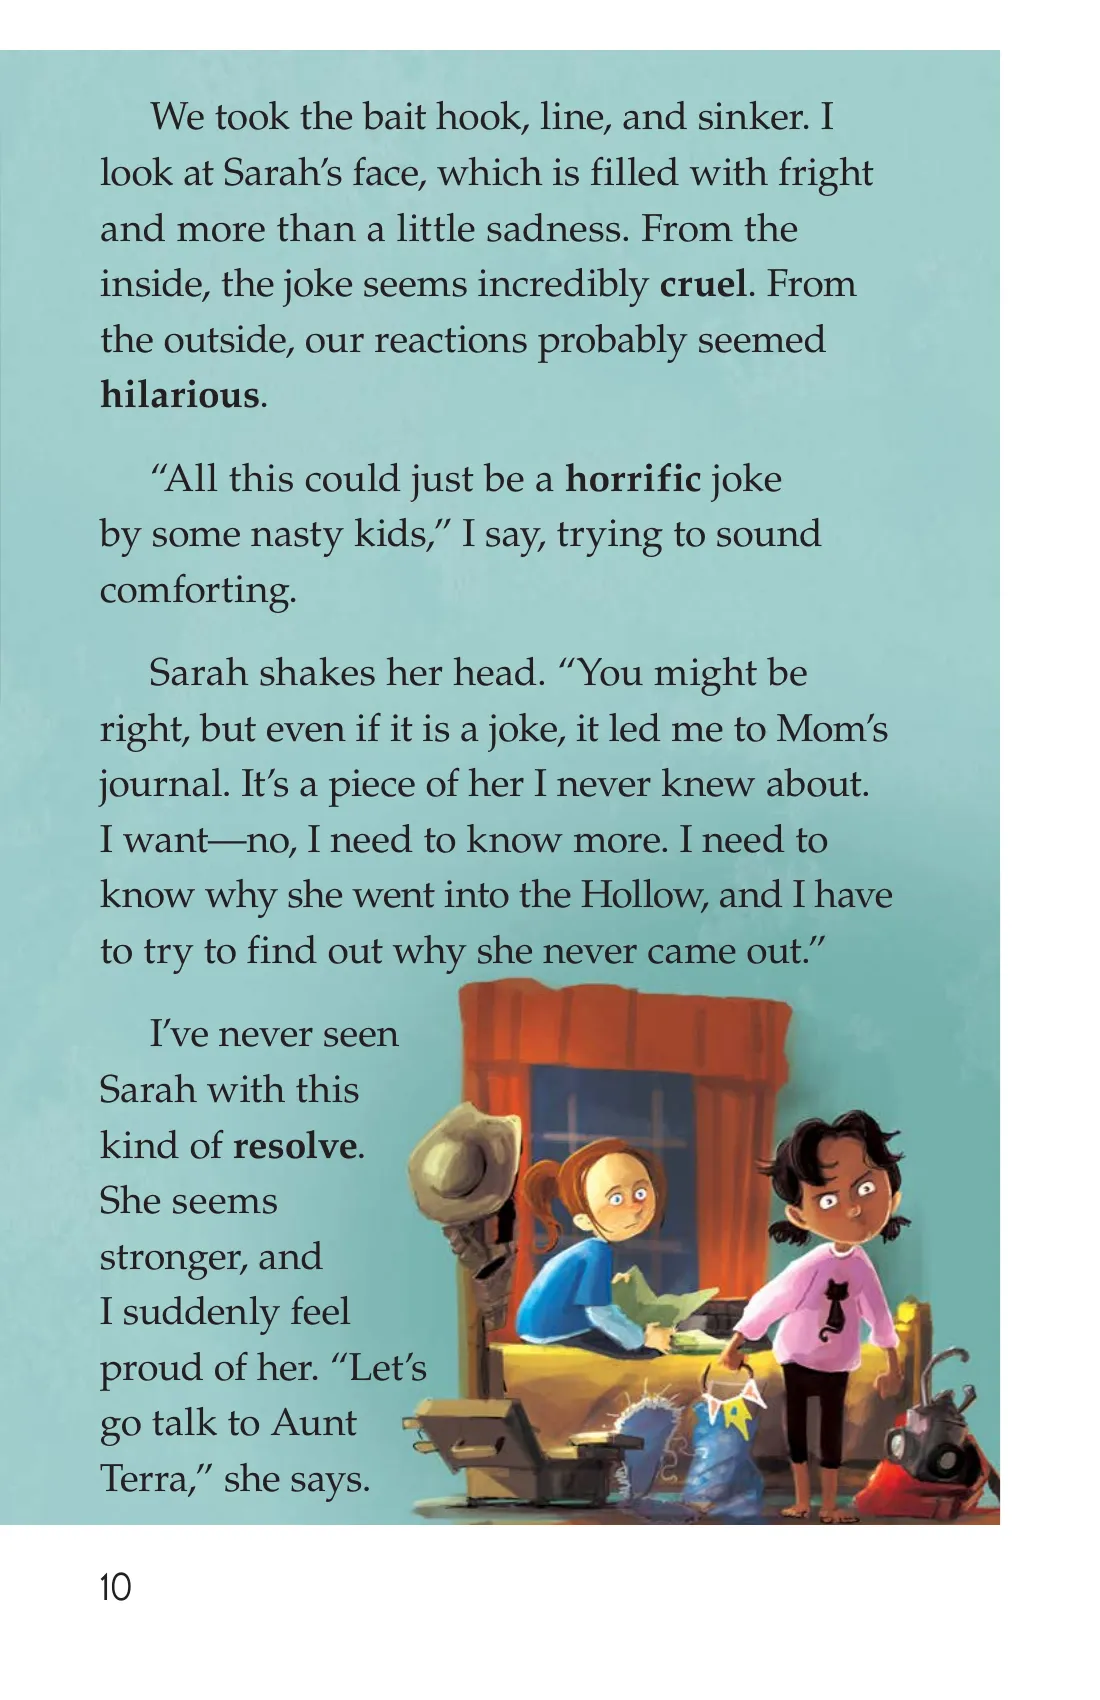 We took the bait hook, line, and sinker. I
look at Sarah’s face, which is filled with fright
and more than a little sadness. From the
inside, the joke seems incredibly cruel. From
the outside, our reactions probably seemed
hilarious.
“All this could just be a horrific joke
by some nasty kids,” I say, trying to sound
comforting.
Sarah shakes her head. “You might be
right, but even if it is a joke, it led me to Mom’s
journal. It’s a piece of her I never knew about.
I want—no, I need to know more. I need to
know why she went into the Hollow, and I have
to try to find out why she never came out.”
I’ve never seen
Sarah with this
kind of resolve.
She seems
stronger, and
I suddenly feel
proud of her. “Let’s
go talk to Aunt
Terra,” she says.
10